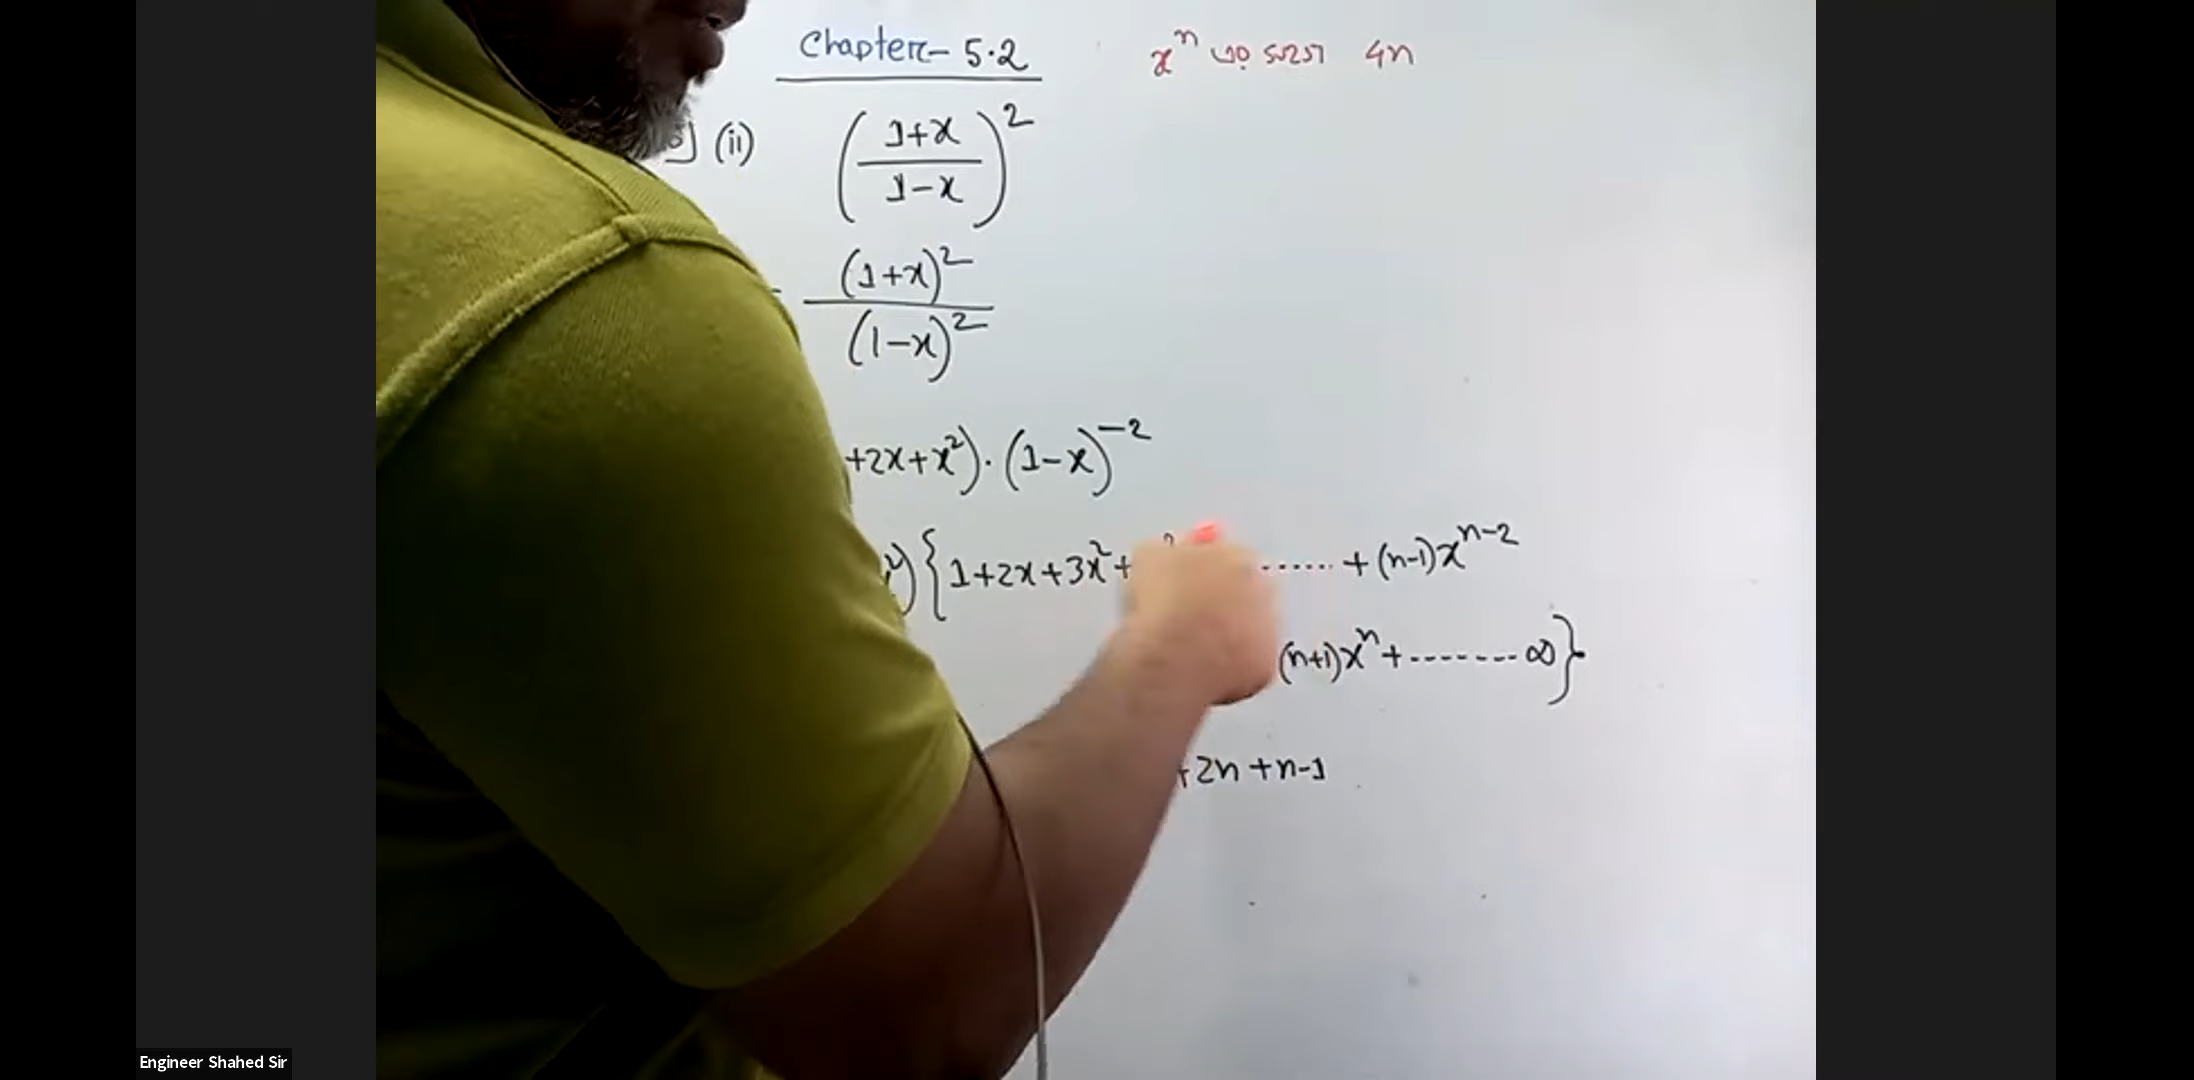 Chapter- 5.2
xⁿ এর সহগ 4n
(ii) ((1+x)/(1-x))²
(1+x)²/(1-x)²
+2x+x²)·(1-x)⁻²
²){1+2x+3x²+ ...... +(n-1)xⁿ⁻²
(n+1)xⁿ+-------∞}
+2n+n-1
Engineer Shahed Sir